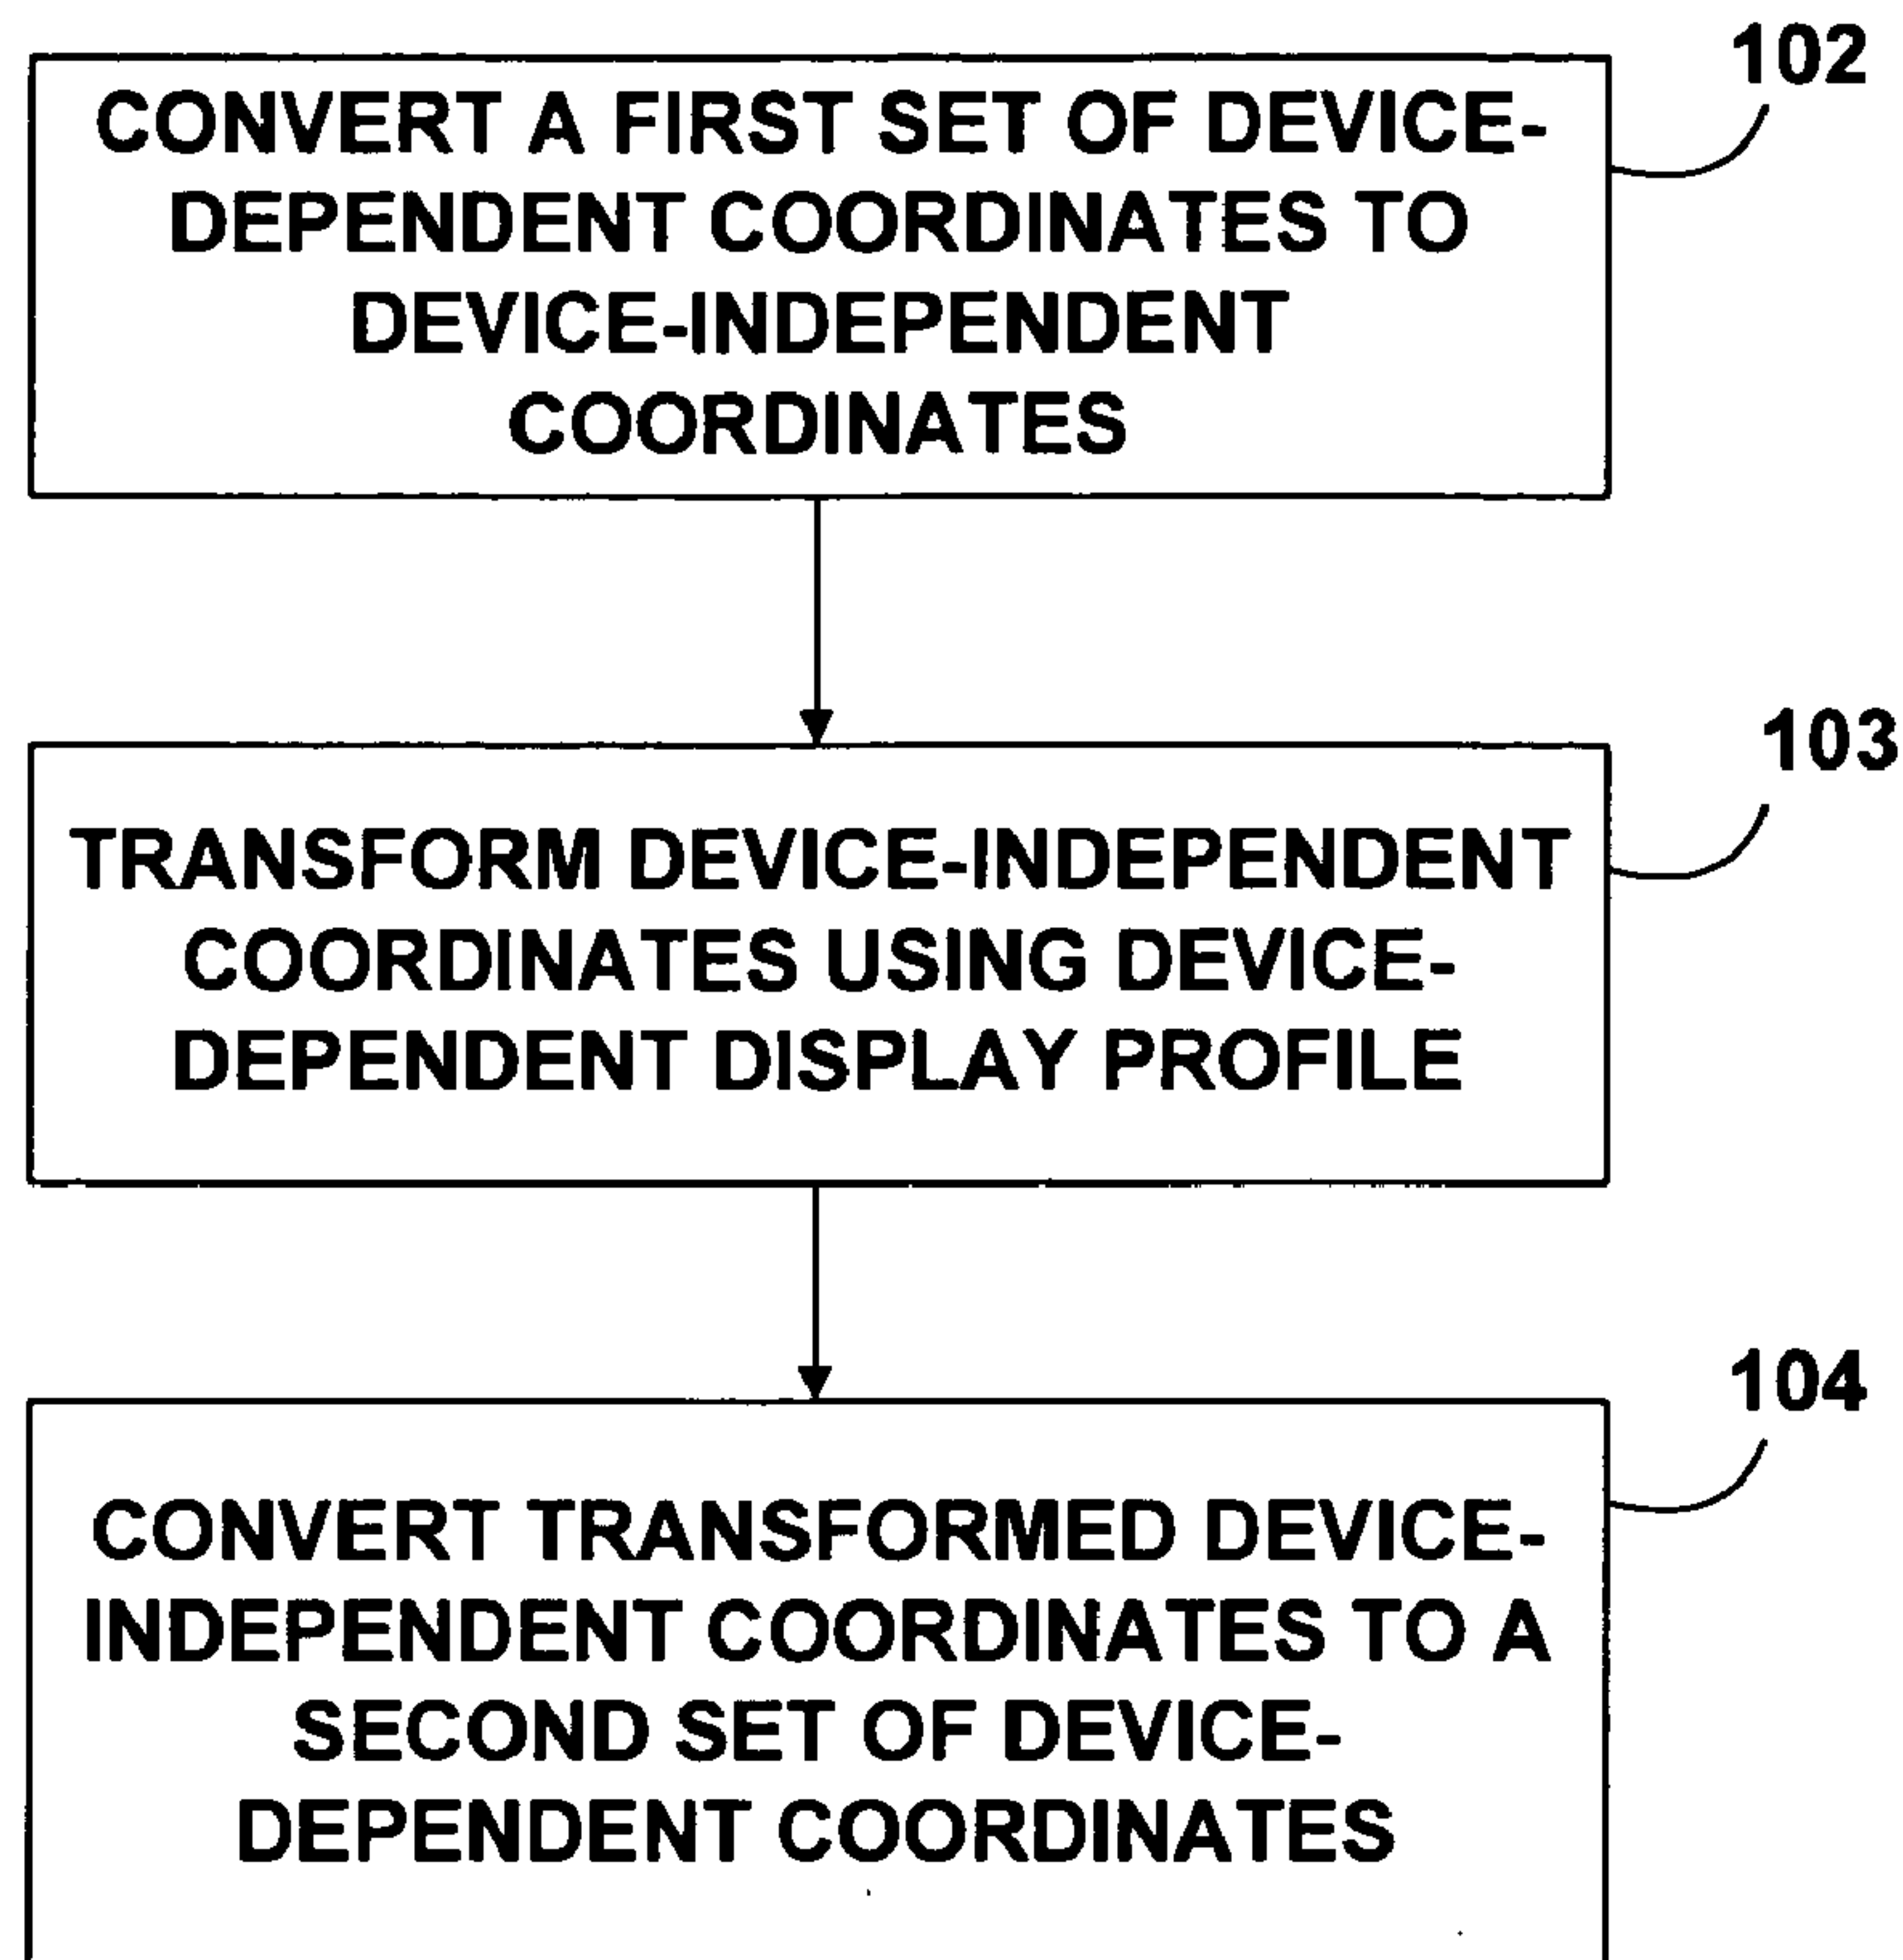 102
CONVERT A FIRST SET OF DEVICE-
DEPENDENT COORDINATES TO
DEVICE-INDEPENDENT
COORDINATES
103
TRANSFORM DEVICE-INDEPENDENT
COORDINATES USING DEVICE-
DEPENDENT DISPLAY PROFILE
104
CONVERT TRANSFORMED DEVICE-
INDEPENDENT COORDINATES TO A
SECOND SET OF DEVICE-
DEPENDENT COORDINATES